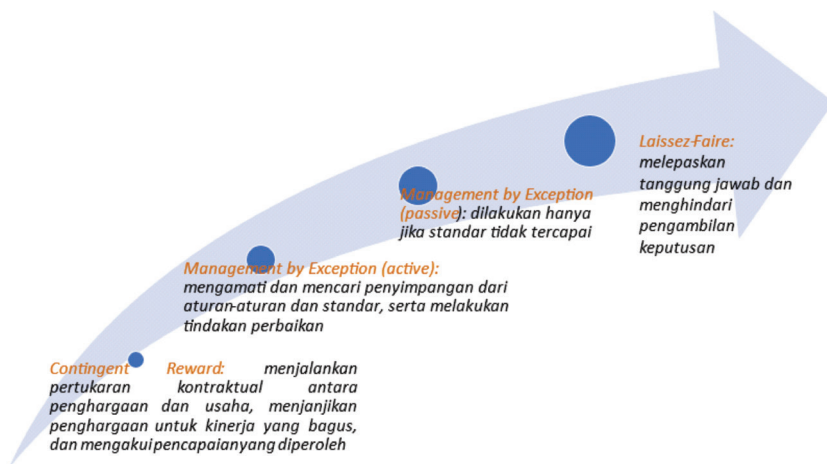 Contingent Reward: menjalankan
pertukaran kontraktual antara
penghargaan dan usaha, menjanjikan
penghargaan untuk kinerja yang bagus,
dan mengakui pencapaian yang diperoleh
Management by Exception (active):
mengamati dan mencari penyimpangan dari
aturan-aturan dan standar, serta melakukan
tindakan perbaikan
Management by Exception
(passive): dilakukan hanya
jika standar tidak tercapai
Laissez-Faire:
melepaskan
tanggung jawab dan
menghindari
pengambilan
keputusan